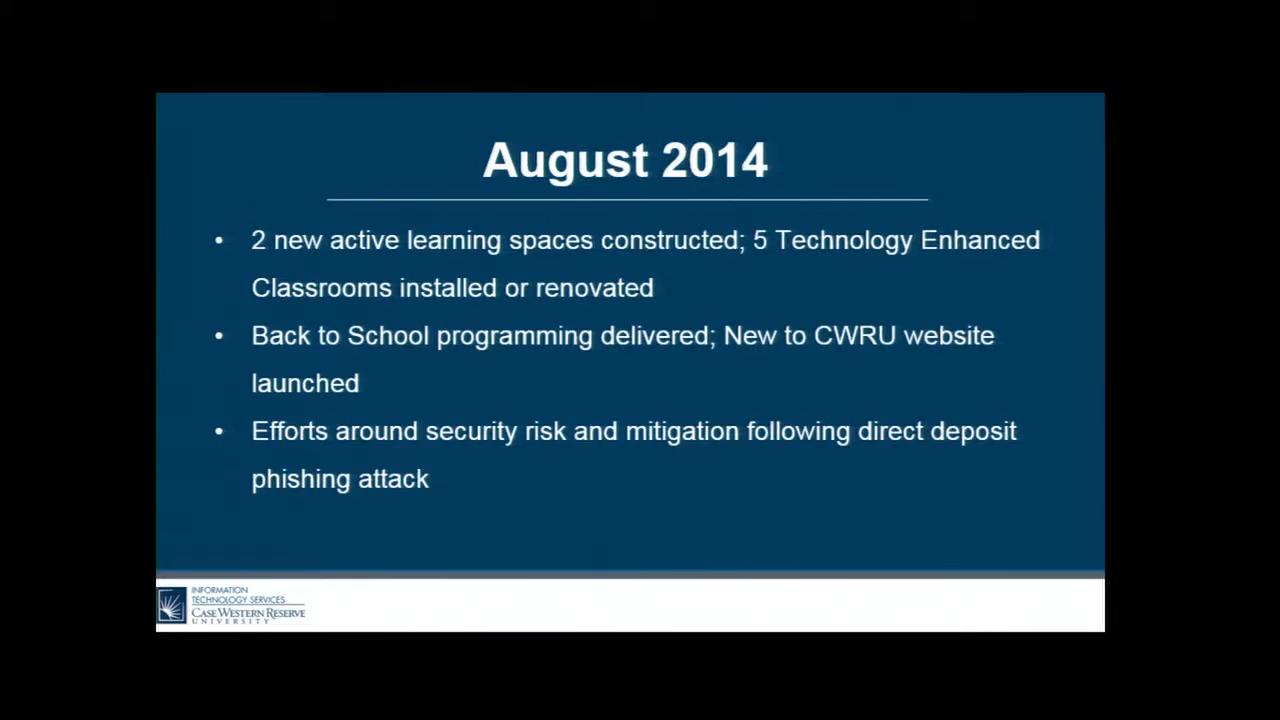 August 2014
• 2 new active learning spaces constructed; 5 Technology Enhanced
Classrooms installed or renovated
• Back to School programming delivered; New to CWRU website
launched
• Efforts around security risk and mitigation following direct deposit
phishing attack
INFORMATION
TECHNOLOGY SERVICES
CASE WESTERN RESERVE
UNIVERSITY